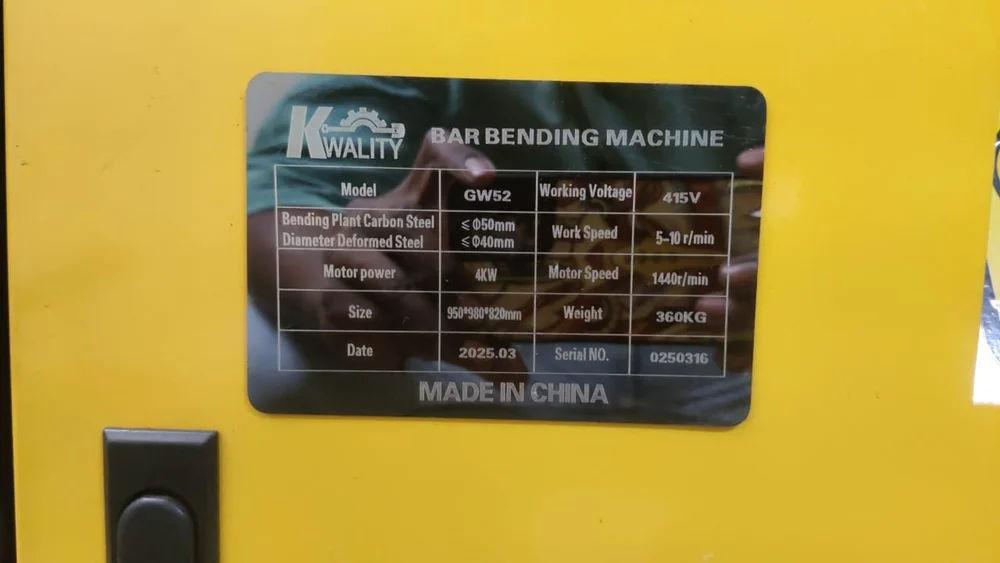 KWALITY
BAR BENDING MACHINE
Model GW52 Working Voltage 415V
Bending Plant Carbon Steel ≤Φ50mm
Diameter Deformed Steel ≤Φ40mm
Work Speed 5-10 r/min
Motor power 4KW Motor Speed 1440r/min
Size 950*980*820mm Weight 360KG
Date 2025.03 Serial NO. 0250316
MADE IN CHINA